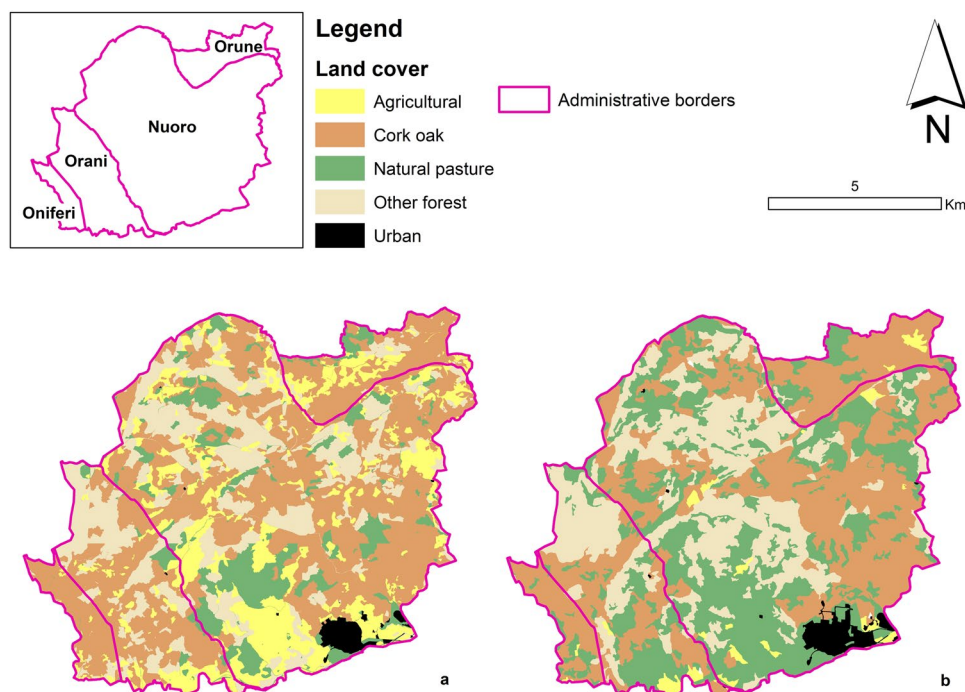 Orune
Nuoro
Orani
Oniferi
Legend
Land cover
Agricultural
Cork oak
Natural pasture
Other forest
Urban
Administrative borders
N
5
Km
a
b